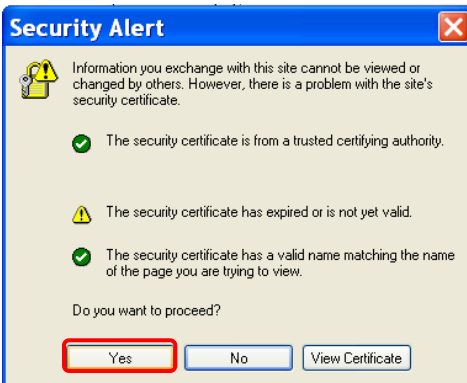 Security Alert
Information you exchange with this site cannot be viewed or
changed by others. However, there is a problem with the site's
security certificate.
The security certificate is from a trusted certifying authority.
The security certificate has expired or is not yet valid.
The security certificate has a valid name matching the name
of the page you are trying to view.
Do you want to proceed?
Yes No View Certificate